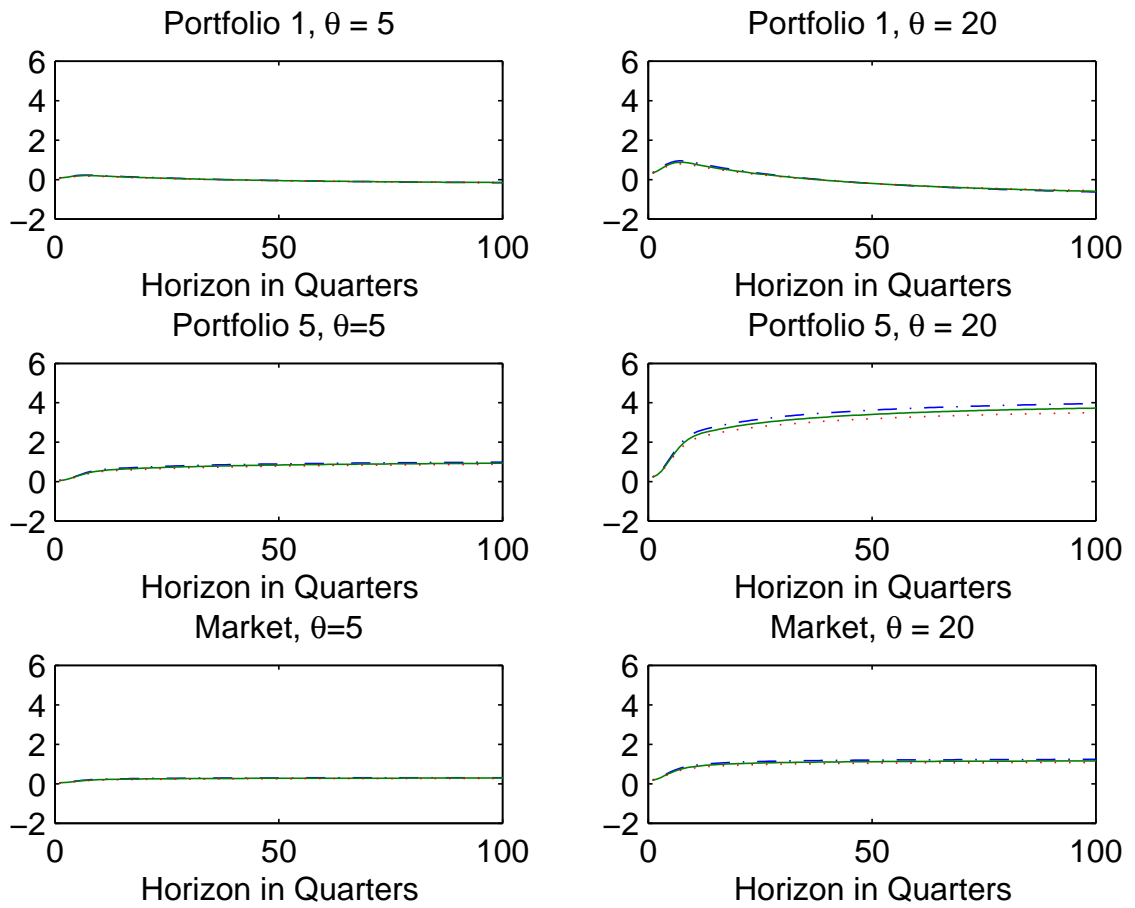 Portfolio 1, θ = 5
6
4
2
0
−2
0 50 100
Horizon in Quarters
Portfolio 1, θ = 20
6
4
2
0
−2
0 50 100
Horizon in Quarters
Portfolio 5, θ=5
6
4
2
0
−2
0 50 100
Horizon in Quarters
Portfolio 5, θ = 20
6
4
2
0
−2
0 50 100
Horizon in Quarters
Market, θ=5
6
4
2
0
−2
0 50 100
Horizon in Quarters
Market, θ = 20
6
4
2
0
−2
0 50 100
Horizon in Quarters